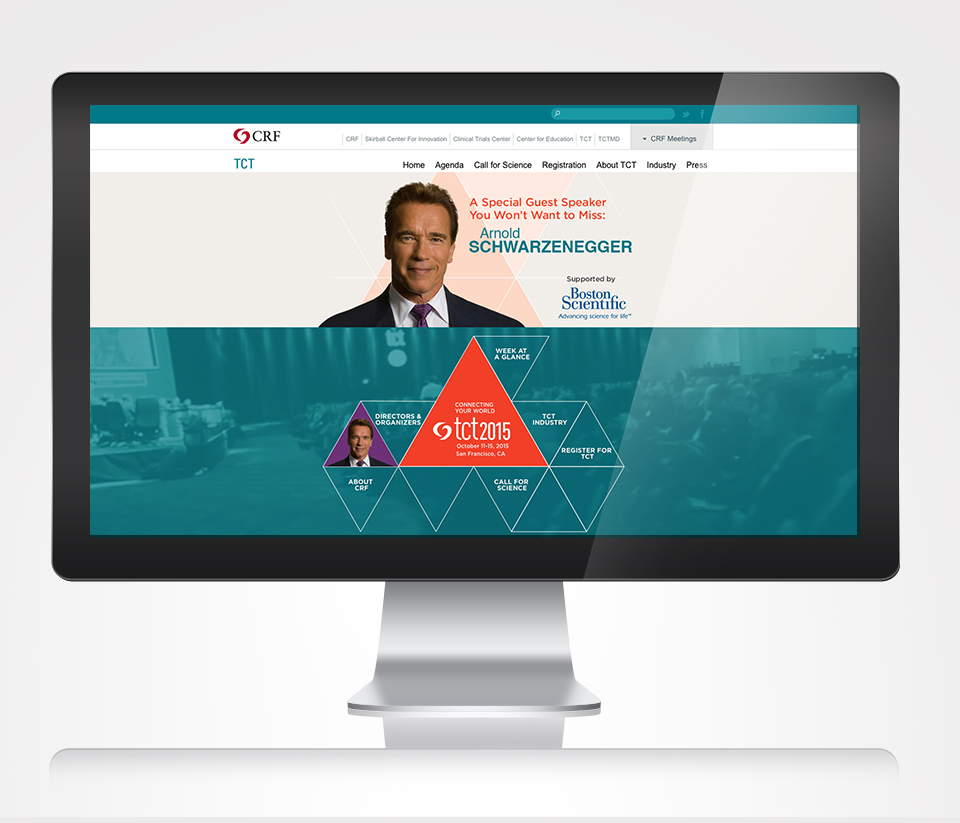 CRF
CRF Skirball Center For Innovation Clinical Trials Center Center for Education TCT TCTMD
CRF Meetings
TCT
Home Agenda Call for Science Registration About TCT Industry Press
A Special Guest Speaker
You Won't Want to Miss:
Arnold
SCHWARZENEGGER
Supported by
Boston
Scientific
Advancing science for life™
WEEK AT
A GLANCE
DIRECTORS &
ORGANIZERS
CONNECTING
YOUR WORLD
tct2015
October 11-15, 2015
San Francisco, CA
TCT
INDUSTRY
REGISTER FOR
TCT
ABOUT
CRF
CALL FOR
SCIENCE